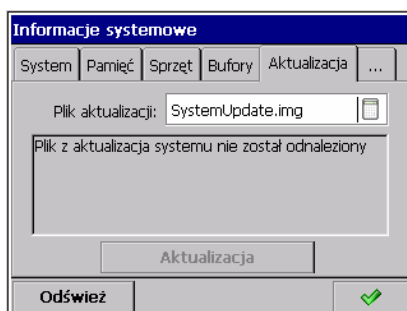 Informacje systemowe
System Pamięć Sprzęt Bufory Aktualizacja ...
Plik aktualizacji: SystemUpdate.img
Plik z aktualizacja systemu nie został odnaleziony
Aktualizacja
Odśwież